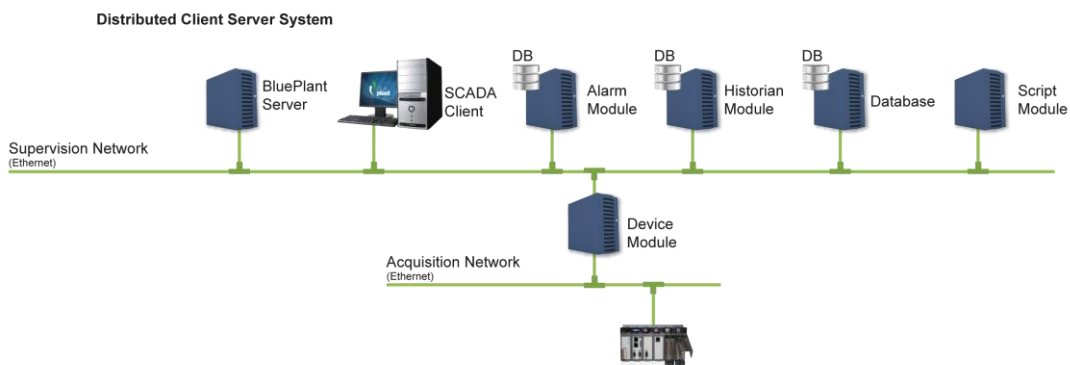 Distributed Client Server System
BluePlant
Server
SCADA
Client
DB
Alarm
Module
DB
Historian
Module
DB
Database
Script
Module
Supervision Network
(Ethernet)
Device
Module
Acquisition Network
(Ethernet)